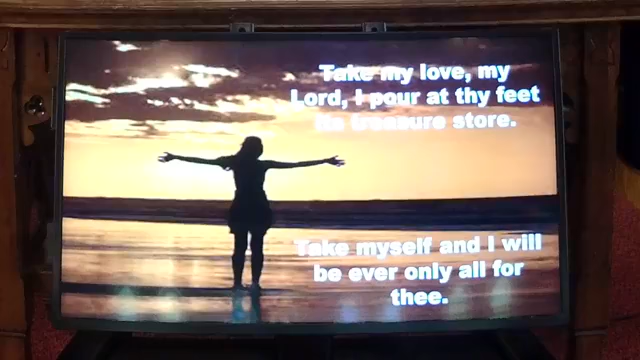 Take my love, my
Lord, I pour at thy feet
its treasure store.
Take myself and I will
be ever only all for
thee.